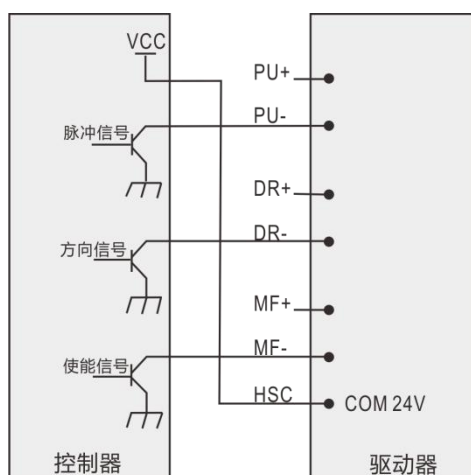 VCC
PU+
脉冲信号
PU-
DR+
方向信号
DR-
MF+
使能信号
MF-
HSC
COM 24V
控制器
驱动器